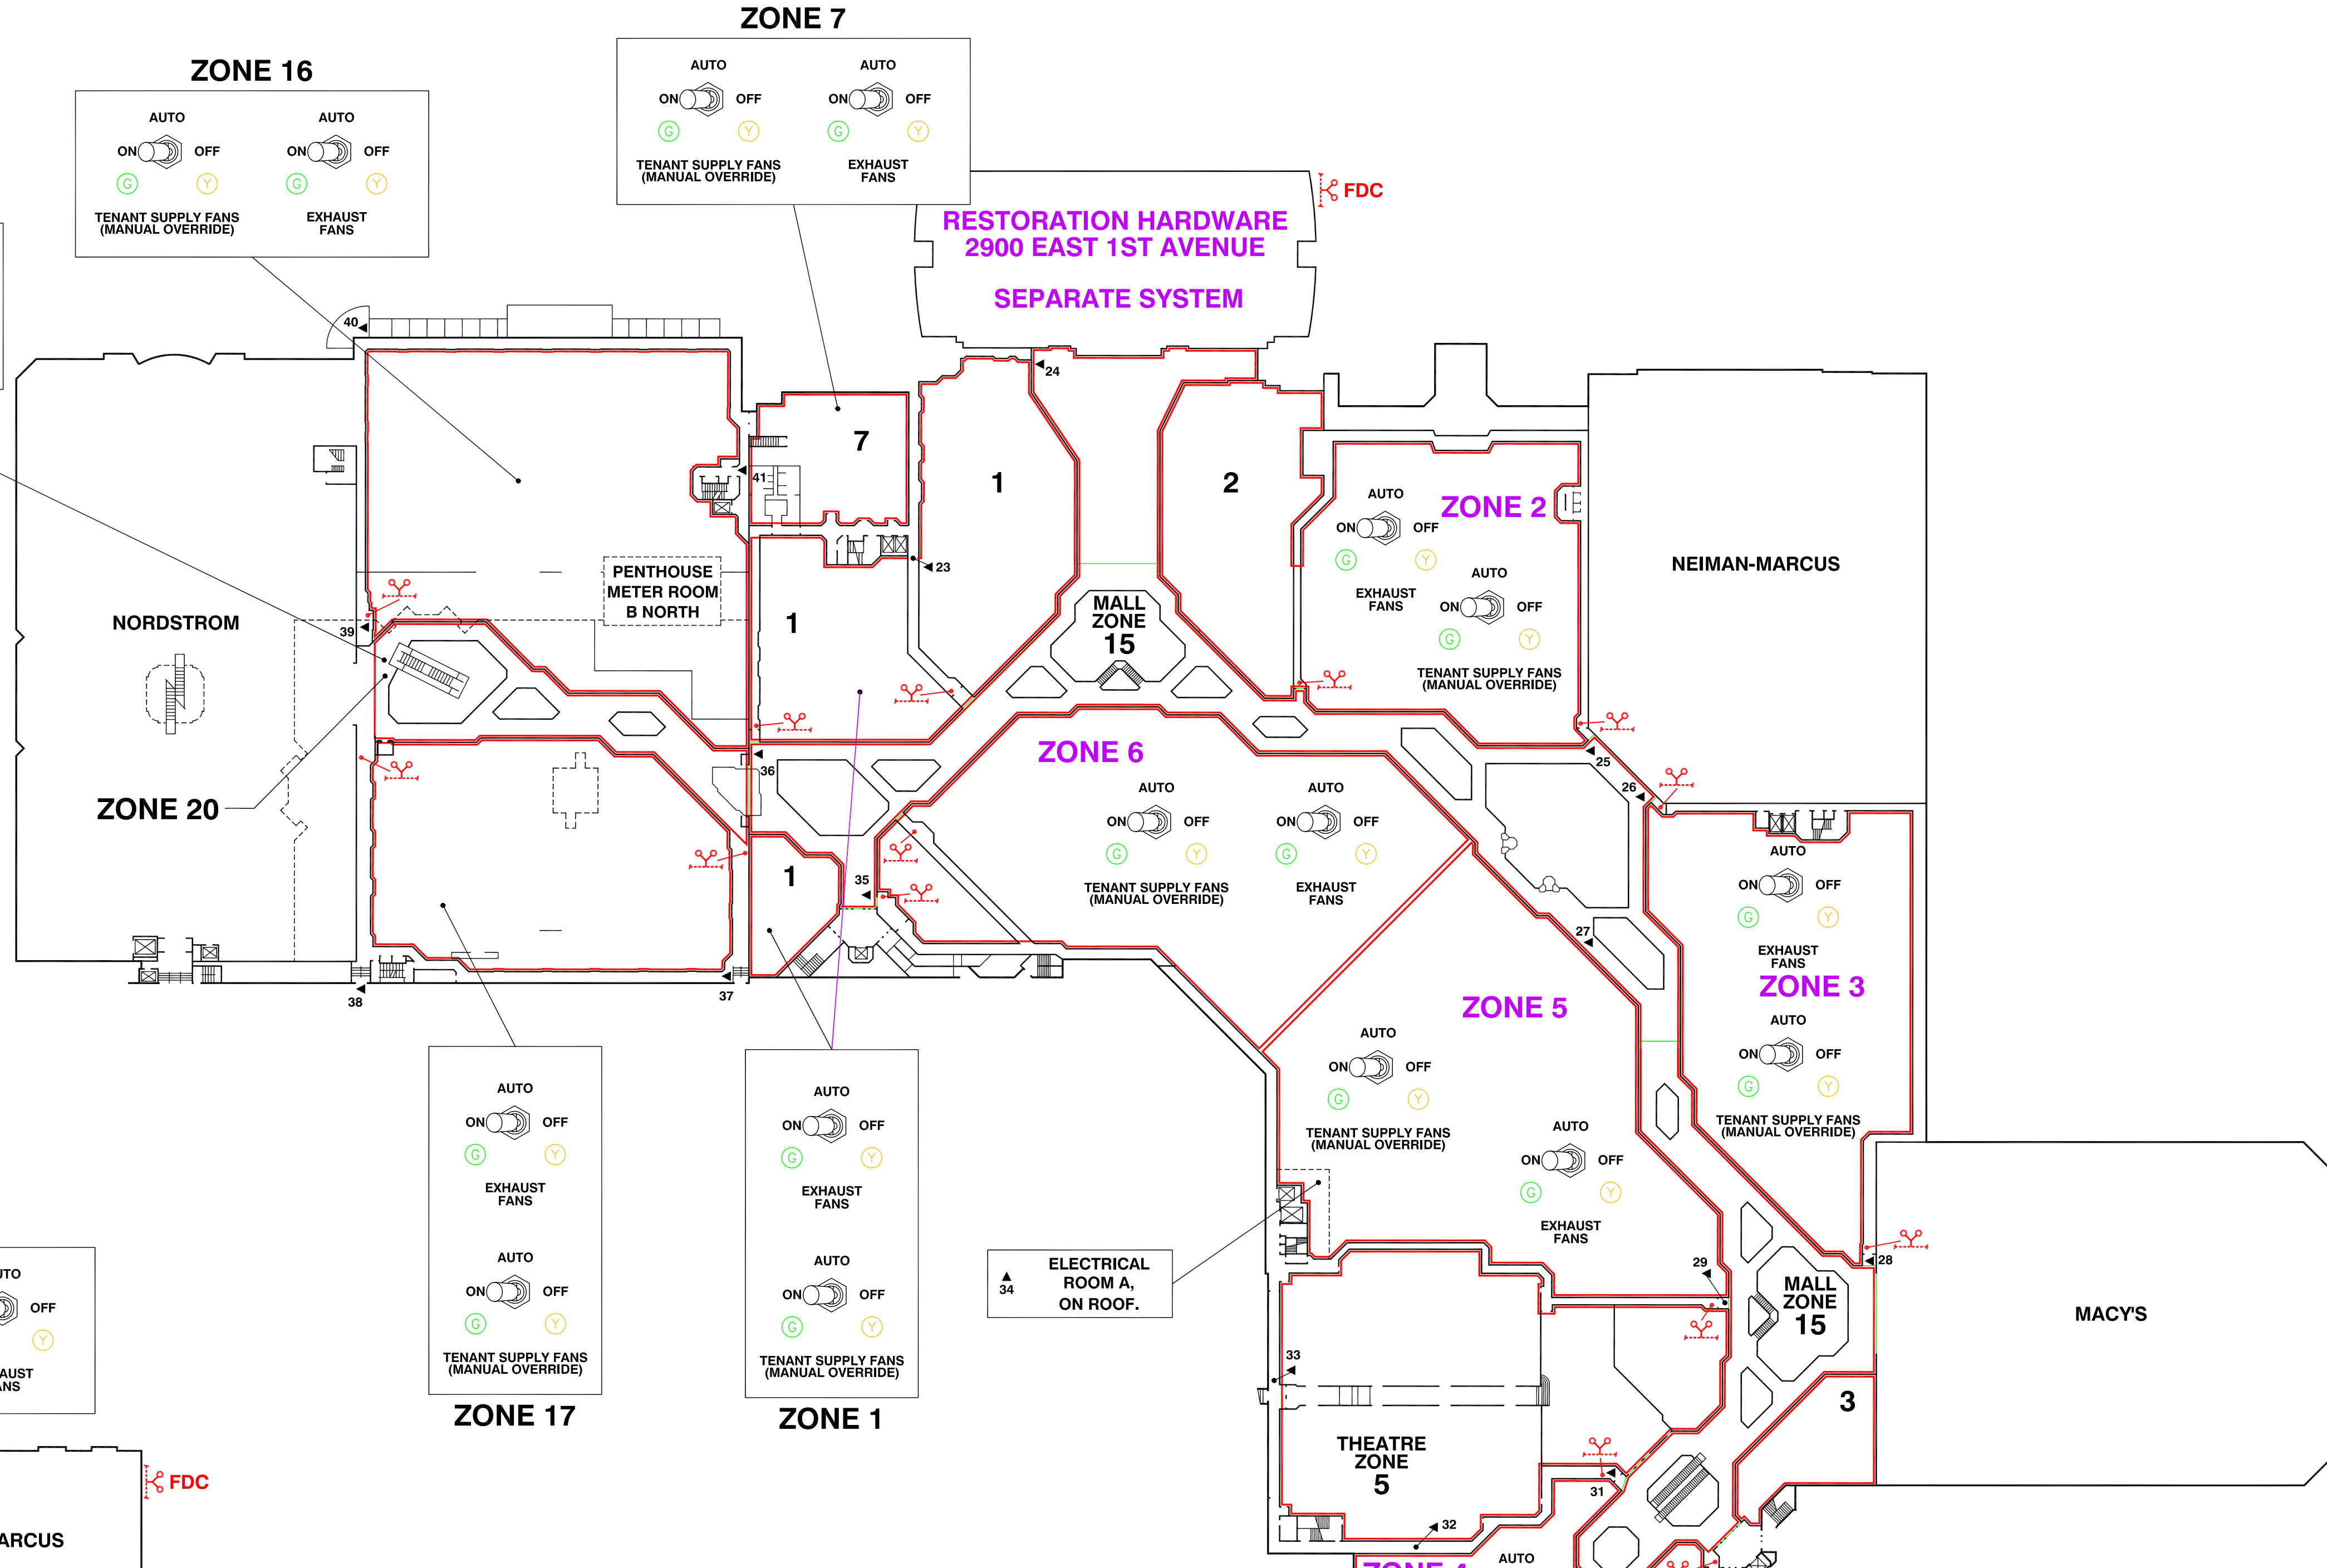 ZONE 7
AUTO
AUTO
ON
OFF
ON
OFF
G
Y
G
Y
TENANT SUPPLY FANS
(MANUAL OVERRIDE)
EXHAUST
FANS
ZONE 16
AUTO
AUTO
ON
OFF
ON
OFF
G
Y
G
Y
TENANT SUPPLY FANS
(MANUAL OVERRIDE)
EXHAUST
FANS
FDC
RESTORATION HARDWARE
2900 EAST 1ST AVENUE
SEPARATE SYSTEM
40
24
7
41
1
2
AUTO
ZONE 2
ON
OFF
G
Y
EXHAUST
FANS
AUTO
ON
OFF
G
Y
TENANT SUPPLY FANS
(MANUAL OVERRIDE)
NEIMAN-MARCUS
PENTHOUSE
METER ROOM
B NORTH
23
NORDSTROM
39
1
MALL
ZONE
15
ZONE 6
AUTO
AUTO
ON
OFF
ON
OFF
G
Y
G
Y
TENANT SUPPLY FANS
(MANUAL OVERRIDE)
EXHAUST
FANS
36
25
26
ZONE 20
1
35
27
AUTO
ON
OFF
G
Y
EXHAUST
FANS
ZONE 3
AUTO
ON
OFF
G
Y
TENANT SUPPLY FANS
(MANUAL OVERRIDE)
38
37
ZONE 5
AUTO
ON
OFF
G
Y
TENANT SUPPLY FANS
(MANUAL OVERRIDE)
AUTO
ON
OFF
G
Y
EXHAUST
FANS
AUTO
ON
OFF
G
Y
EXHAUST
FANS
AUTO
ON
OFF
G
Y
TENANT SUPPLY FANS
(MANUAL OVERRIDE)
ZONE 17
AUTO
ON
OFF
G
Y
EXHAUST
FANS
AUTO
ON
OFF
G
Y
TENANT SUPPLY FANS
(MANUAL OVERRIDE)
ZONE 1
34
ELECTRICAL
ROOM A,
ON ROOF.
29
28
MALL
ZONE
15
MACY'S
33
3
THEATRE
ZONE
5
31
32
ZONE 4
AUTO
UTO
OFF
Y
AUST
ANS
FDC
ARCUS